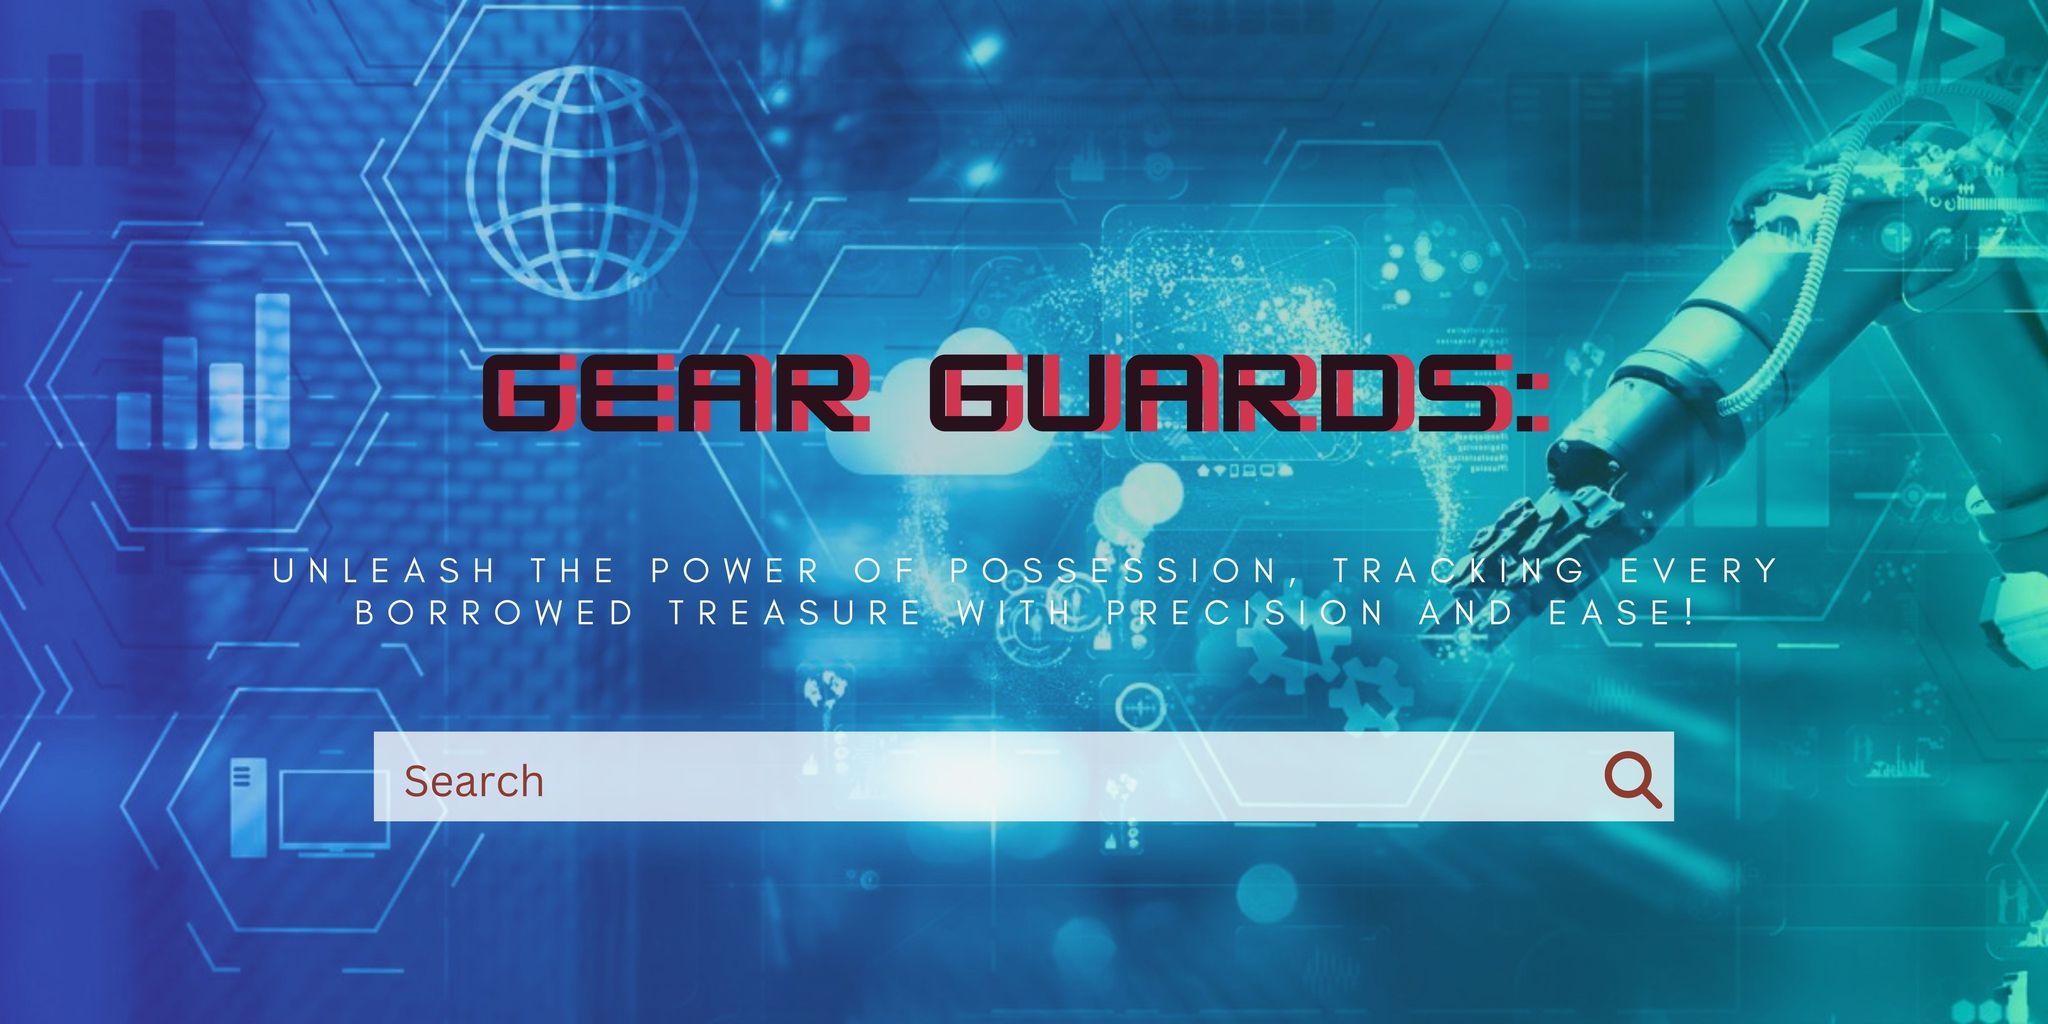 GEAR GUARDS:
UNLEASH THE POWER OF POSSESSION, TRACKING EVERY
BORROWED TREASURE WITH PRECISION AND EASE!
Search